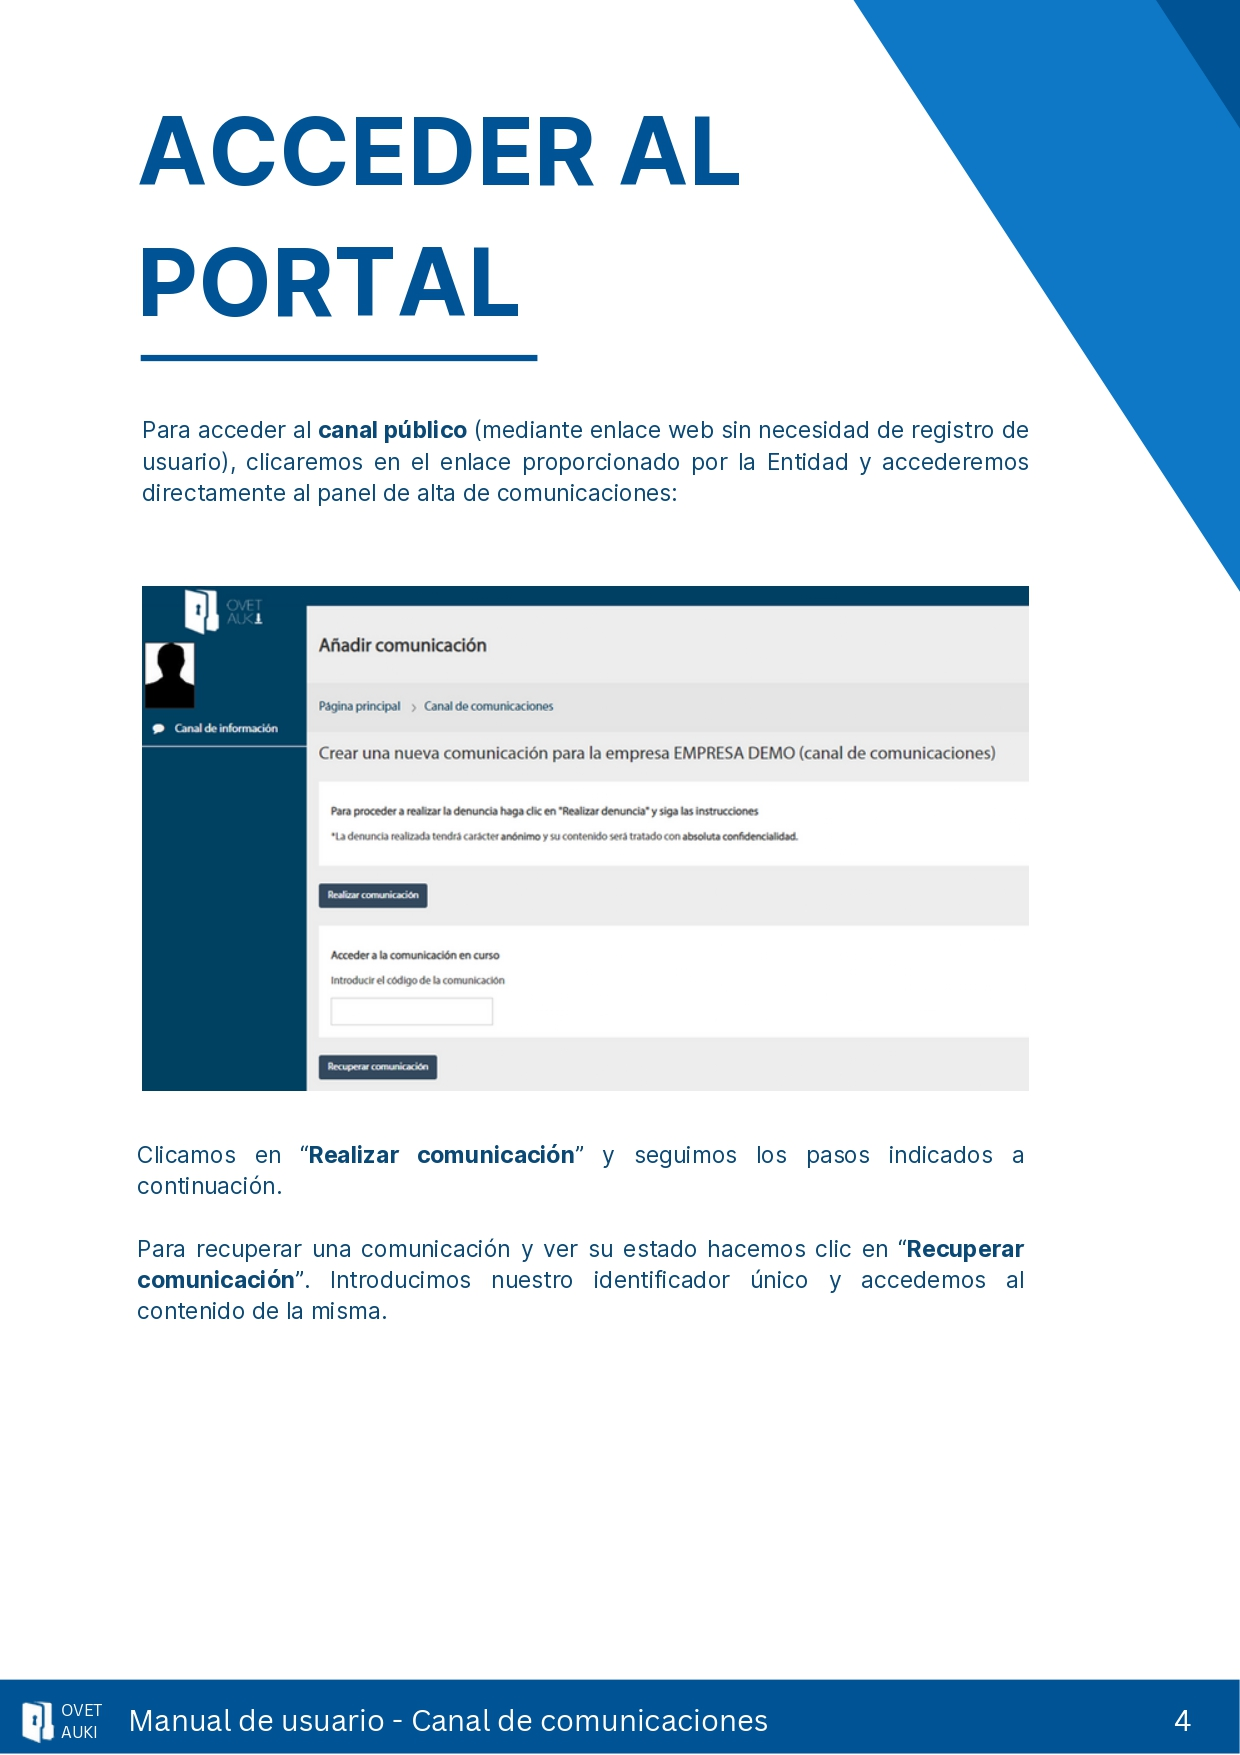 ACCEDER AL
PORTAL
Para acceder al canal público (mediante enlace web sin necesidad de registro de
usuario), clicaremos en el enlace proporcionado por la Entidad y accederemos
directamente al panel de alta de comunicaciones:
OVET
AUKI
Canal de información
Añadir comunicación
Página principal > Canal de comunicaciones
Crear una nueva comunicación para la empresa EMPRESA DEMO (canal de comunicaciones)
Para proceder a realizar la denuncia haga clic en "Realizar denuncia" y siga las instrucciones
*La denuncia realizada tendrá carácter anónimo y su contenido será tratado con absoluta confidencialidad.
Realizar comunicación
Acceder a la comunicación en curso
Introducir el código de la comunicación
Recuperar comunicación
Clicamos en “Realizar comunicación” y seguimos los pasos indicados a
continuación.
Para recuperar una comunicación y ver su estado hacemos clic en “Recuperar
comunicación”. Introducimos nuestro identificador único y accedemos al
contenido de la misma.
OVET
AUKI
Manual de usuario - Canal de comunicaciones
4